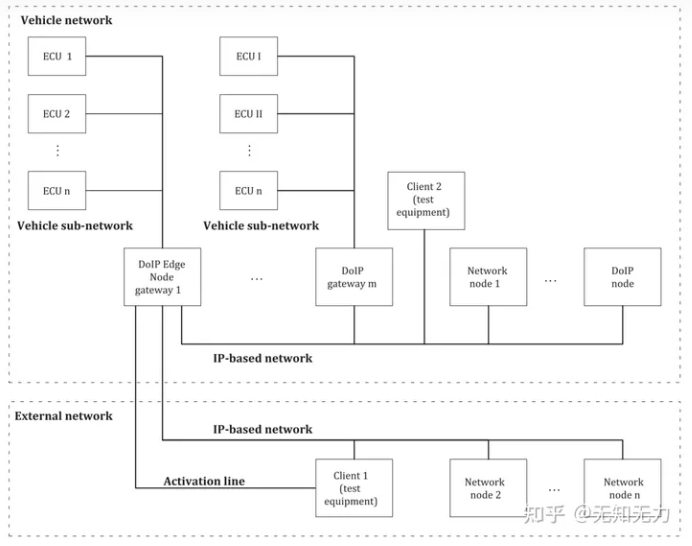 Vehicle network
ECU 1
ECU I
ECU 2
ECU II
⋮
⋮
ECU n
ECU n
Client 2
(test
equipment)
Vehicle sub-network
Vehicle sub-network
DoIP Edge
Node
gateway 1
...
DoIP
gateway m
Network
node 1
...
DoIP
node
IP-based network
External network
IP-based network
Activation line
Client 1
(test
equipment)
Network
node 2
...
Network
node n
知乎 @无知无力